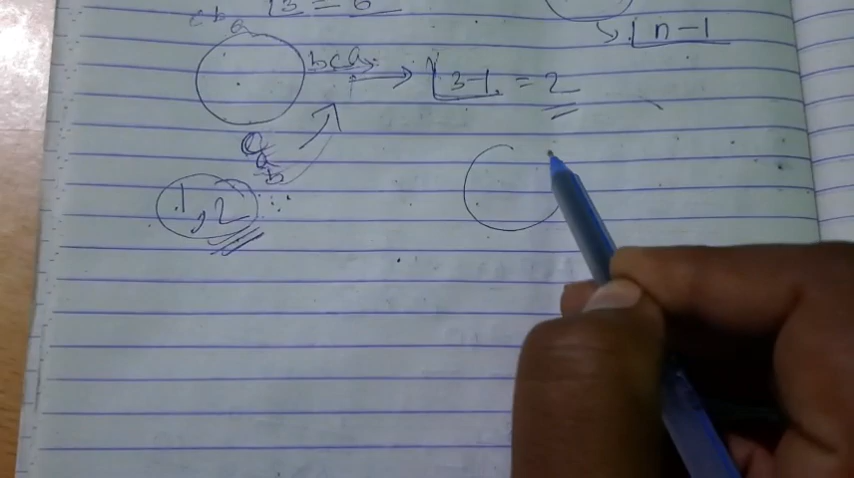 ⌊3 = 6
c b a
⌊n-1
bca → ⌊3-1 = 2
a
b
1, 2